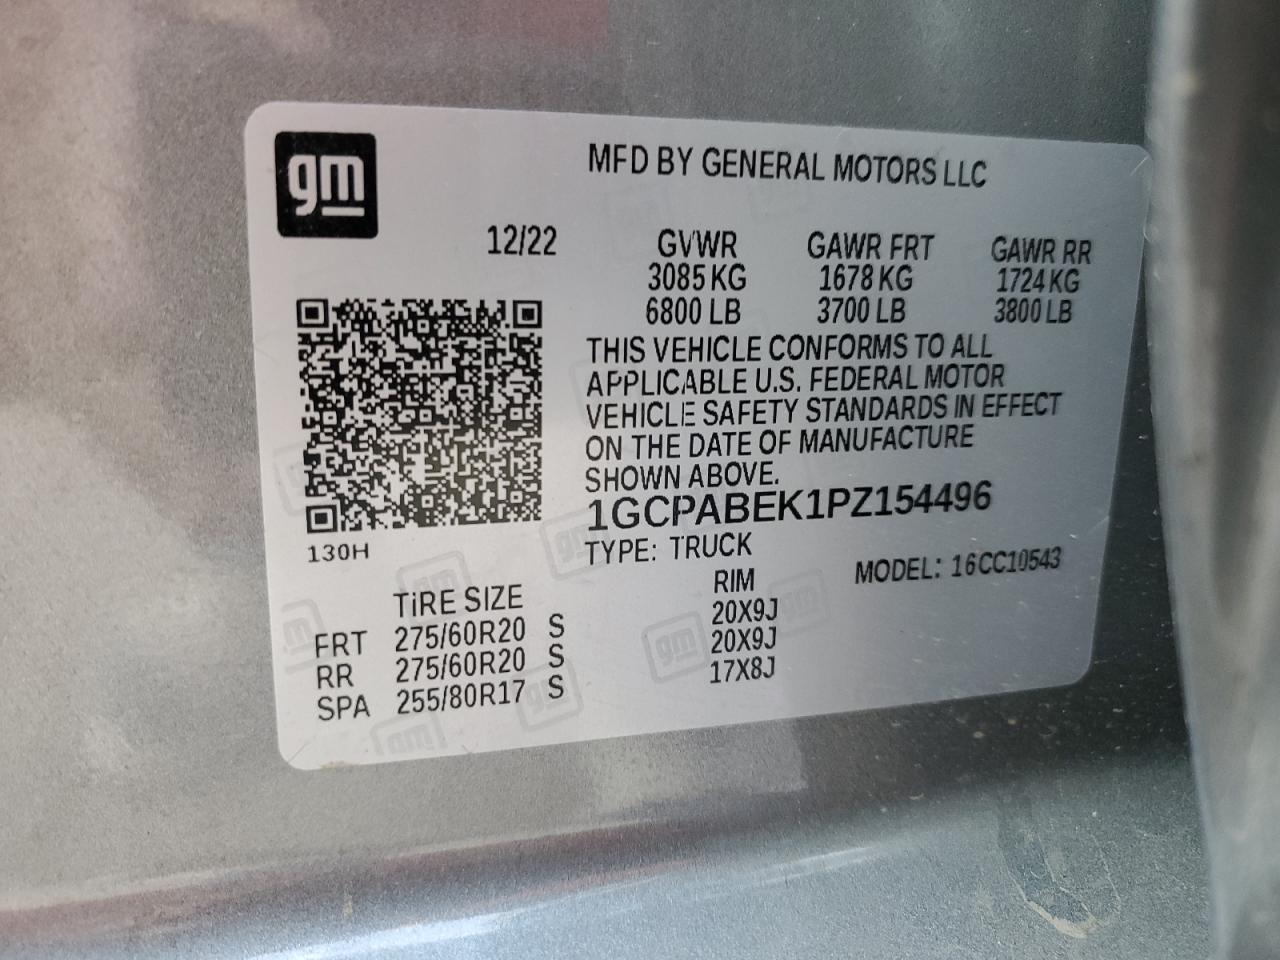 gm
MFD BY GENERAL MOTORS LLC
12/22
GVWR GAWR FRT GAWR RR
3085 KG 1678 KG 1724 KG
6800 LB 3700 LB 3800 LB
THIS VEHICLE CONFORMS TO ALL
APPLICABLE U.S. FEDERAL MOTOR
VEHICLE SAFETY STANDARDS IN EFFECT
ON THE DATE OF MANUFACTURE
SHOWN ABOVE.
1GCPABEK1PZ154496
130H
TYPE: TRUCK MODEL: 16CC10543
TIRE SIZE RIM
FRT 275/60R20 S 20X9J
RR 275/60R20 S 20X9J
SPA 255/80R17 S 17X8J